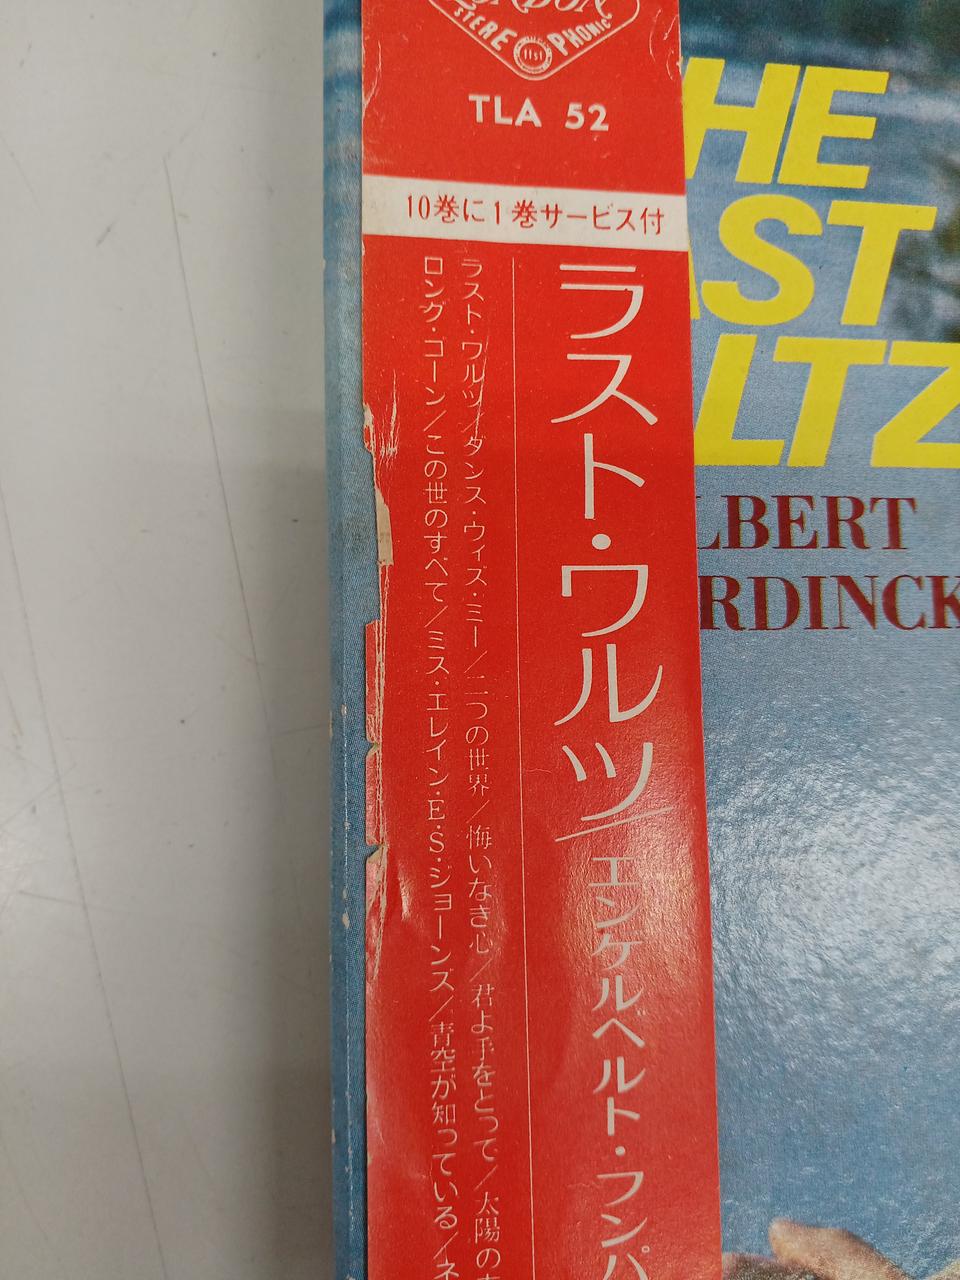 STEREO PHONIC
TLA 52
10巻に1巻サービス付
ラスト・ワルツ/エンゲルベルト・フンパ
ラスト・ワルツ/ダンス・ウィズ・ミー/二つの世界/悔いなき心/君よ手をとって/太陽の
ロング・ゴーン/この世のすべて/ミス・エレイン・E・S・ジョーンズ/青空が知っている/ネ
HE
AST
LTZ
LBERT
RDINCK